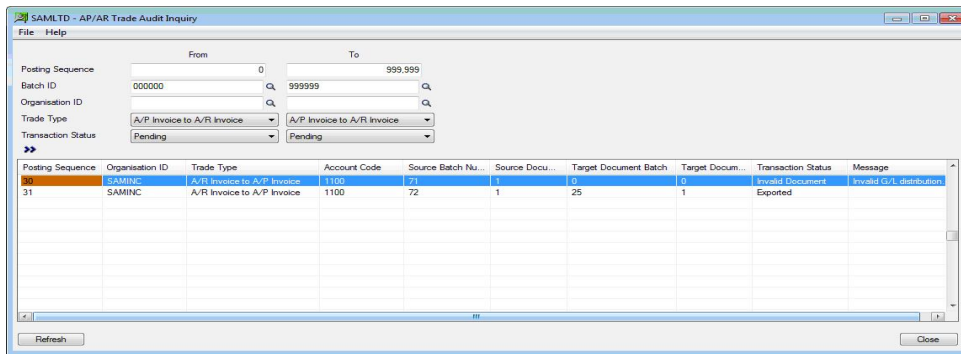 SAMLTD - AP/AR Trade Audit Inquiry
File Help
From To
Posting Sequence 0 999,999
Batch ID 000000 999999
Organisation ID
Trade Type A/P Invoice to A/R Invoice A/P Invoice to A/R Invoice
Transaction Status Pending Pending
Posting Sequence Organisation ID Trade Type Account Code Source Batch Nu... Source Docu... Target Document Batch Target Docum... Transaction Status Message
30 SAMINC A/R Invoice to A/P Invoice 1100 71 1 0 0 Invalid Document Invalid G/L distribution.
31 SAMINC A/R Invoice to A/P Invoice 1100 72 1 25 1 Exported
Refresh Close